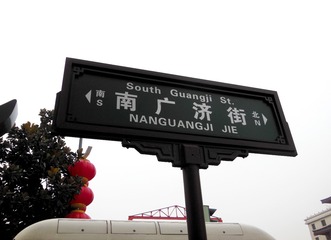 South Guangji St.
南 南广济街 北
S N
NANGUANGJI JIE